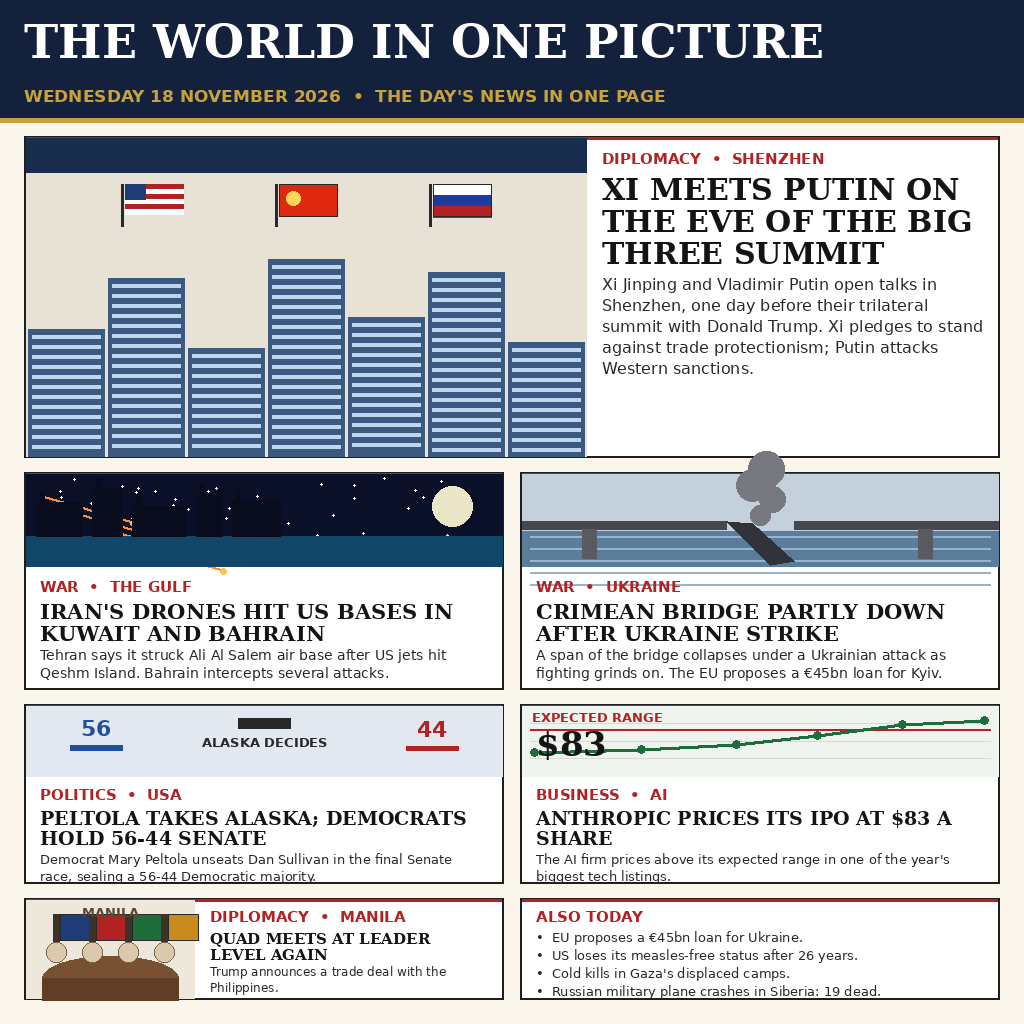 THE WORLD IN ONE PICTURE
WEDNESDAY 18 NOVEMBER 2026 • THE DAY'S NEWS IN ONE PAGE
DIPLOMACY • SHENZHEN
XI MEETS PUTIN ON
THE EVE OF THE BIG
THREE SUMMIT
Xi Jinping and Vladimir Putin open talks in
Shenzhen, one day before their trilateral
summit with Donald Trump. Xi pledges to stand
against trade protectionism; Putin attacks
Western sanctions.
WAR • THE GULF
IRAN'S DRONES HIT US BASES IN
KUWAIT AND BAHRAIN
Tehran says it struck Ali Al Salem air base after US jets hit
Qeshm Island. Bahrain intercepts several attacks.
WAR • UKRAINE
CRIMEAN BRIDGE PARTLY DOWN
AFTER UKRAINE STRIKE
A span of the bridge collapses under a Ukrainian attack as
fighting grinds on. The EU proposes a €45bn loan for Kyiv.
56
ALASKA DECIDES
44
POLITICS • USA
PELTOLA TAKES ALASKA; DEMOCRATS
HOLD 56-44 SENATE
Democrat Mary Peltola unseats Dan Sullivan in the final Senate
race, sealing a 56-44 Democratic majority.
EXPECTED RANGE
$83
BUSINESS • AI
ANTHROPIC PRICES ITS IPO AT $83 A
SHARE
The AI firm prices above its expected range in one of the year's
biggest tech listings.
MANILA
DIPLOMACY • MANILA
QUAD MEETS AT LEADER
LEVEL AGAIN
Trump announces a trade deal with the
Philippines.
ALSO TODAY
• EU proposes a €45bn loan for Ukraine.
• US loses its measles-free status after 26 years.
• Cold kills in Gaza's displaced camps.
• Russian military plane crashes in Siberia: 19 dead.